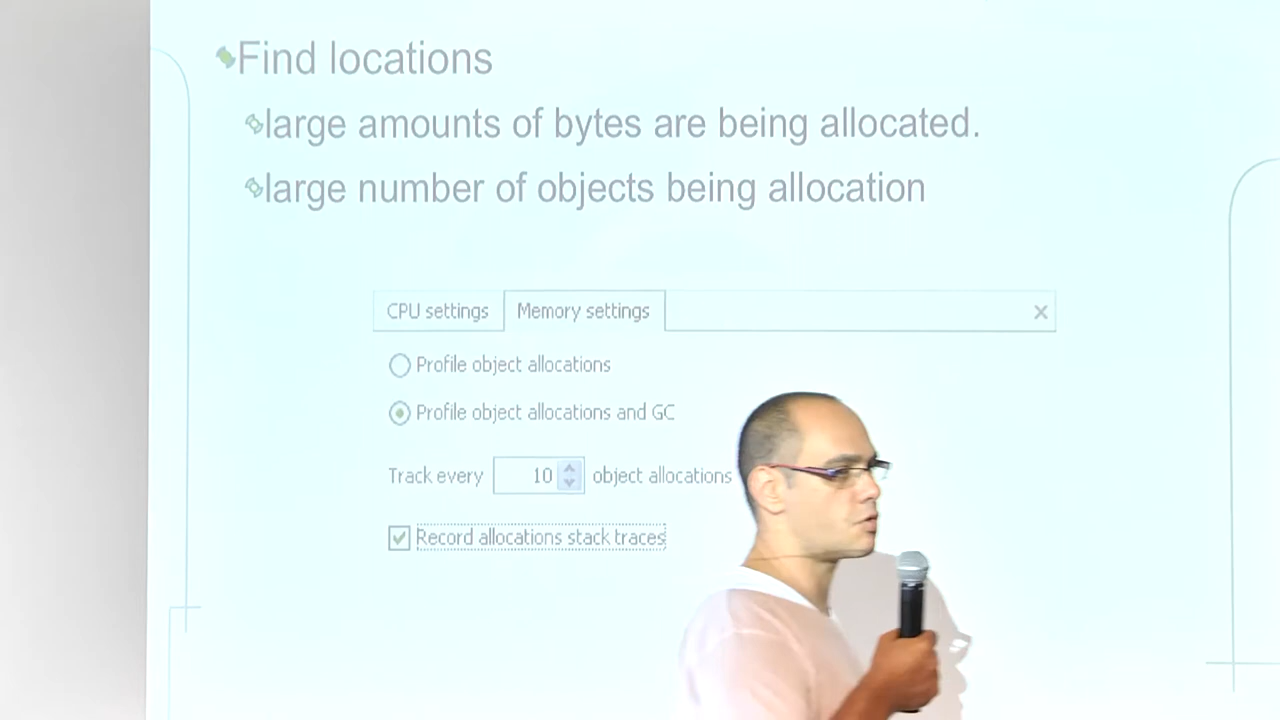 Find locations
large amounts of bytes are being allocated.
large number of objects being allocation
CPU settings Memory settings
Profile object allocations
Profile object allocations and GC
Track every 10 object allocations
Record allocations stack traces